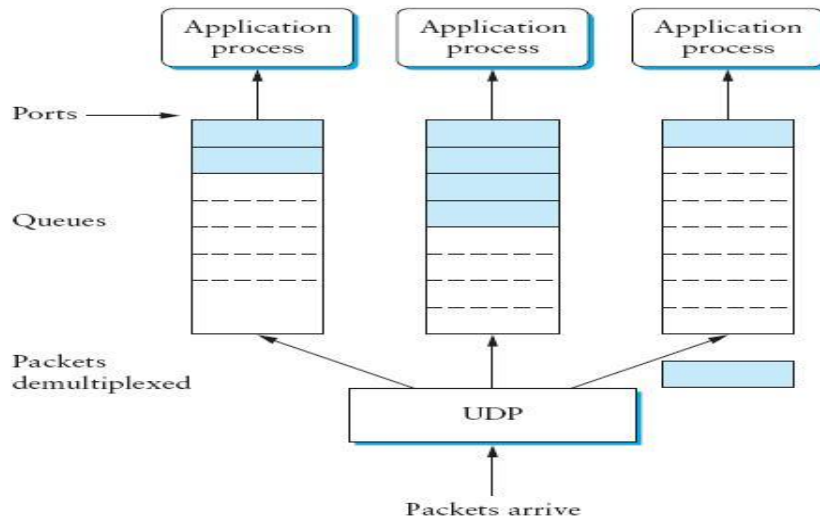 Application
process
Application
process
Application
process
Ports
Queues
Packets
demultiplexed
UDP
Packets arrive